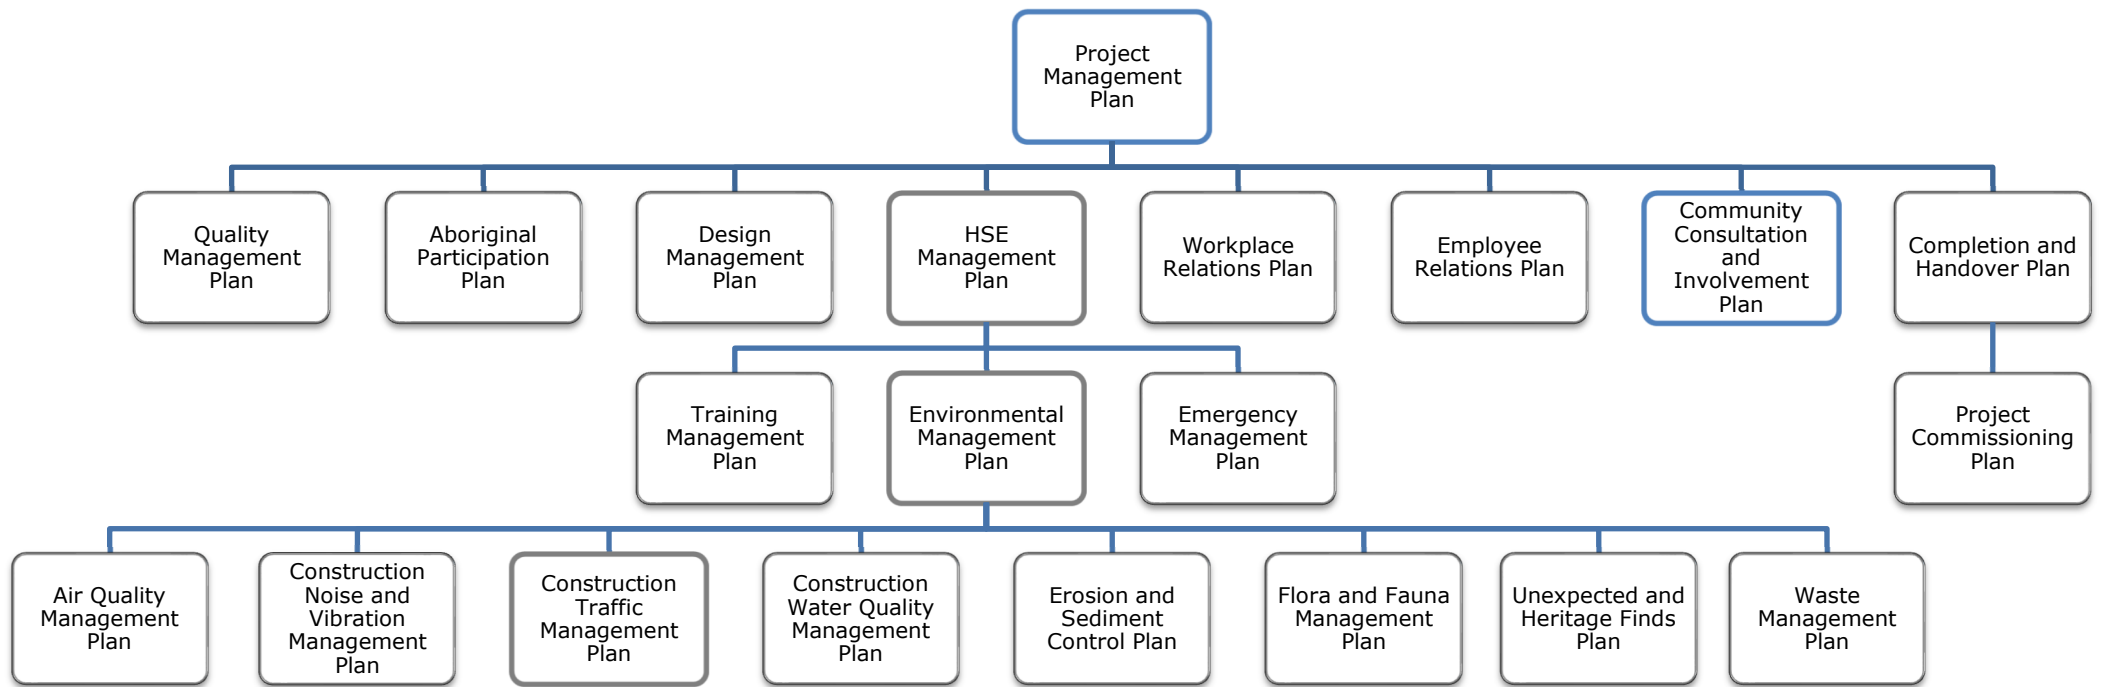 Project
Management
Plan
Quality
Management
Plan
Aboriginal
Participation
Plan
Design
Management
Plan
HSE
Management
Plan
Workplace
Relations Plan
Employee
Relations Plan
Community
Consultation
and
Involvement
Plan
Completion and
Handover Plan
Training
Management
Plan
Environmental
Management
Plan
Emergency
Management
Plan
Project
Commissioning
Plan
Air Quality
Management
Plan
Construction
Noise and
Vibration
Management
Plan
Construction
Traffic
Management
Plan
Construction
Water Quality
Management
Plan
Erosion and
Sediment
Control Plan
Flora and Fauna
Management
Plan
Unexpected and
Heritage Finds
Plan
Waste
Management
Plan